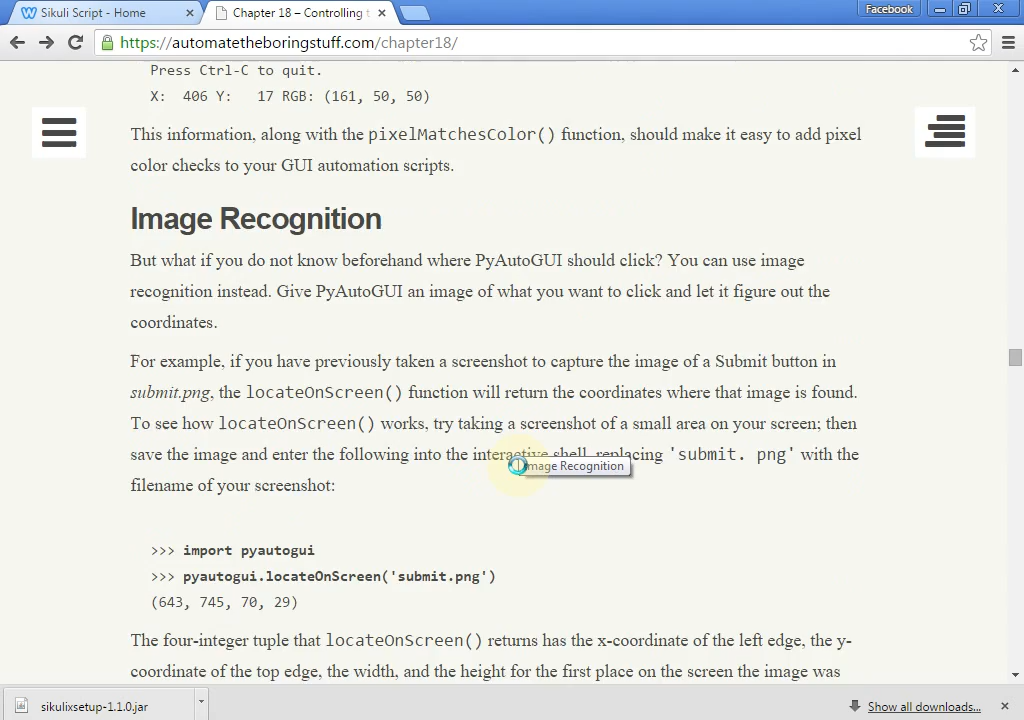 Sikuli Script - Home
Chapter 18 – Controlling t
Facebook
https://automatetheboringstuff.com/chapter18/
Press Ctrl-C to quit.
X:  406 Y:   17 RGB: (161, 50, 50)
This information, along with the pixelMatchesColor() function, should make it easy to add pixel
color checks to your GUI automation scripts.
Image Recognition
But what if you do not know beforehand where PyAutoGUI should click? You can use image
recognition instead. Give PyAutoGUI an image of what you want to click and let it figure out the
coordinates.
For example, if you have previously taken a screenshot to capture the image of a Submit button in
submit.png, the locateOnScreen() function will return the coordinates where that image is found.
To see how locateOnScreen() works, try taking a screenshot of a small area on your screen; then
save the image and enter the following into the interactive shell, replacing 'submit. png' with the
Image Recognition
filename of your screenshot:
>>> import pyautogui
>>> pyautogui.locateOnScreen('submit.png')
(643, 745, 70, 29)
The four-integer tuple that locateOnScreen() returns has the x-coordinate of the left edge, the y-
coordinate of the top edge, the width, and the height for the first place on the screen the image was
sikulixsetup-1.1.0.jar
Show all downloads...